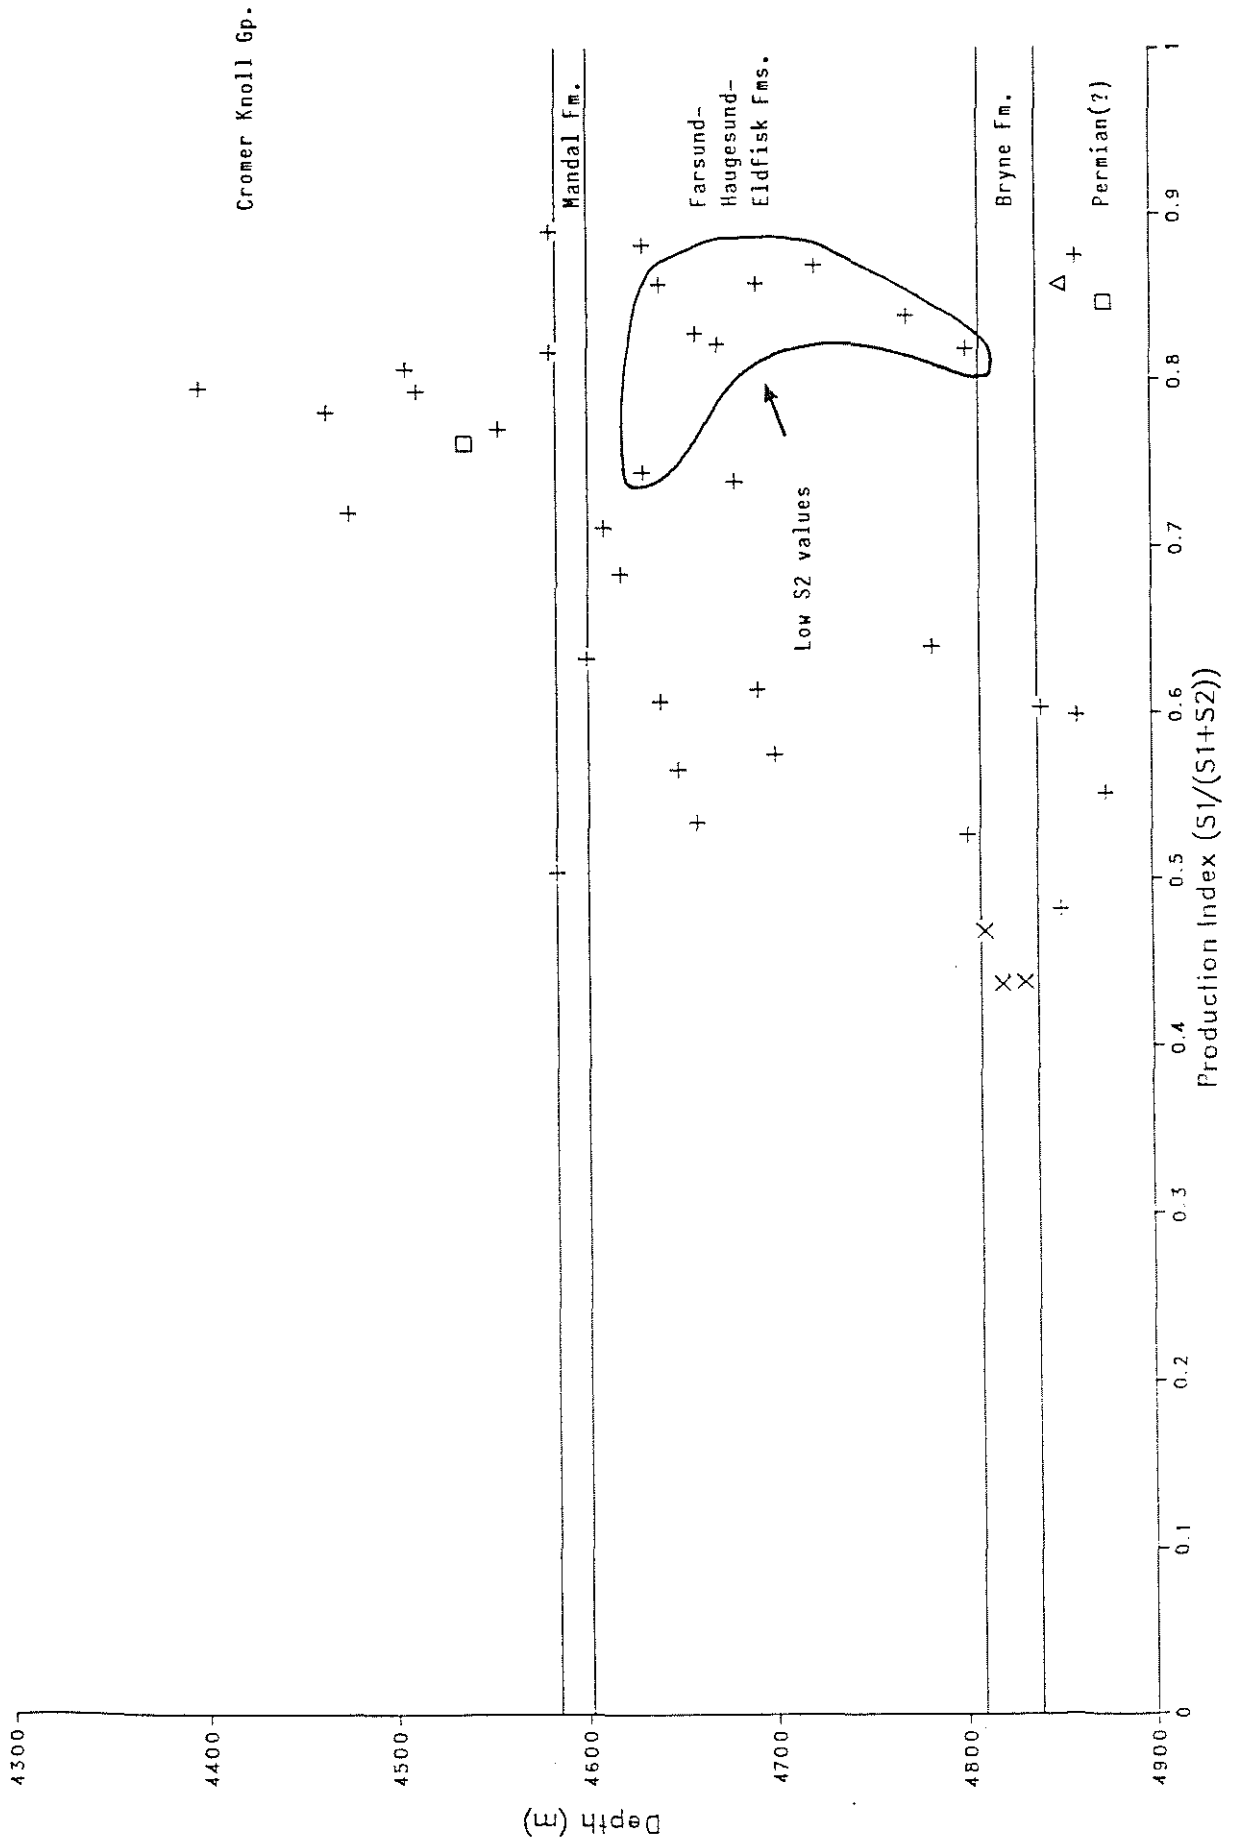 Cromer Knoll Gp.
Mandal Fm.
Farsund-
Haugesund-
Eldfisk Fms.
Bryne Fm.
Permian(?)
Low S2 values
4300
4400
4500
4600
4700
4800
4900
Depth (m)
0
0.1
0.2
0.3
0.4
0.5
0.6
0.7
0.8
0.9
1
Production Index (S1/(S1+S2))